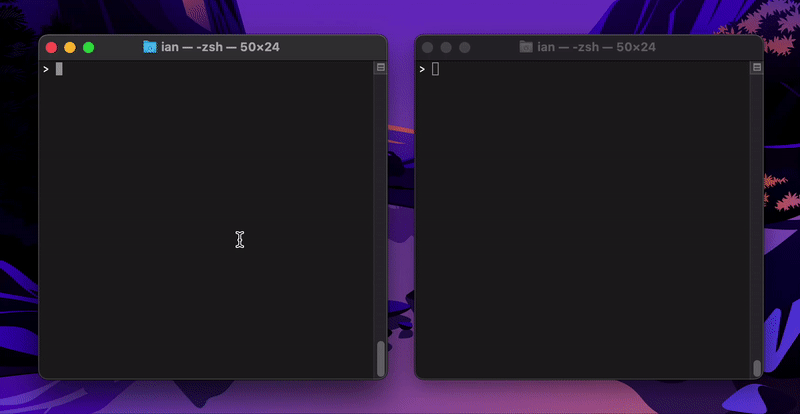 ian — -zsh — 50×24
>
ian — -zsh — 50×24
>